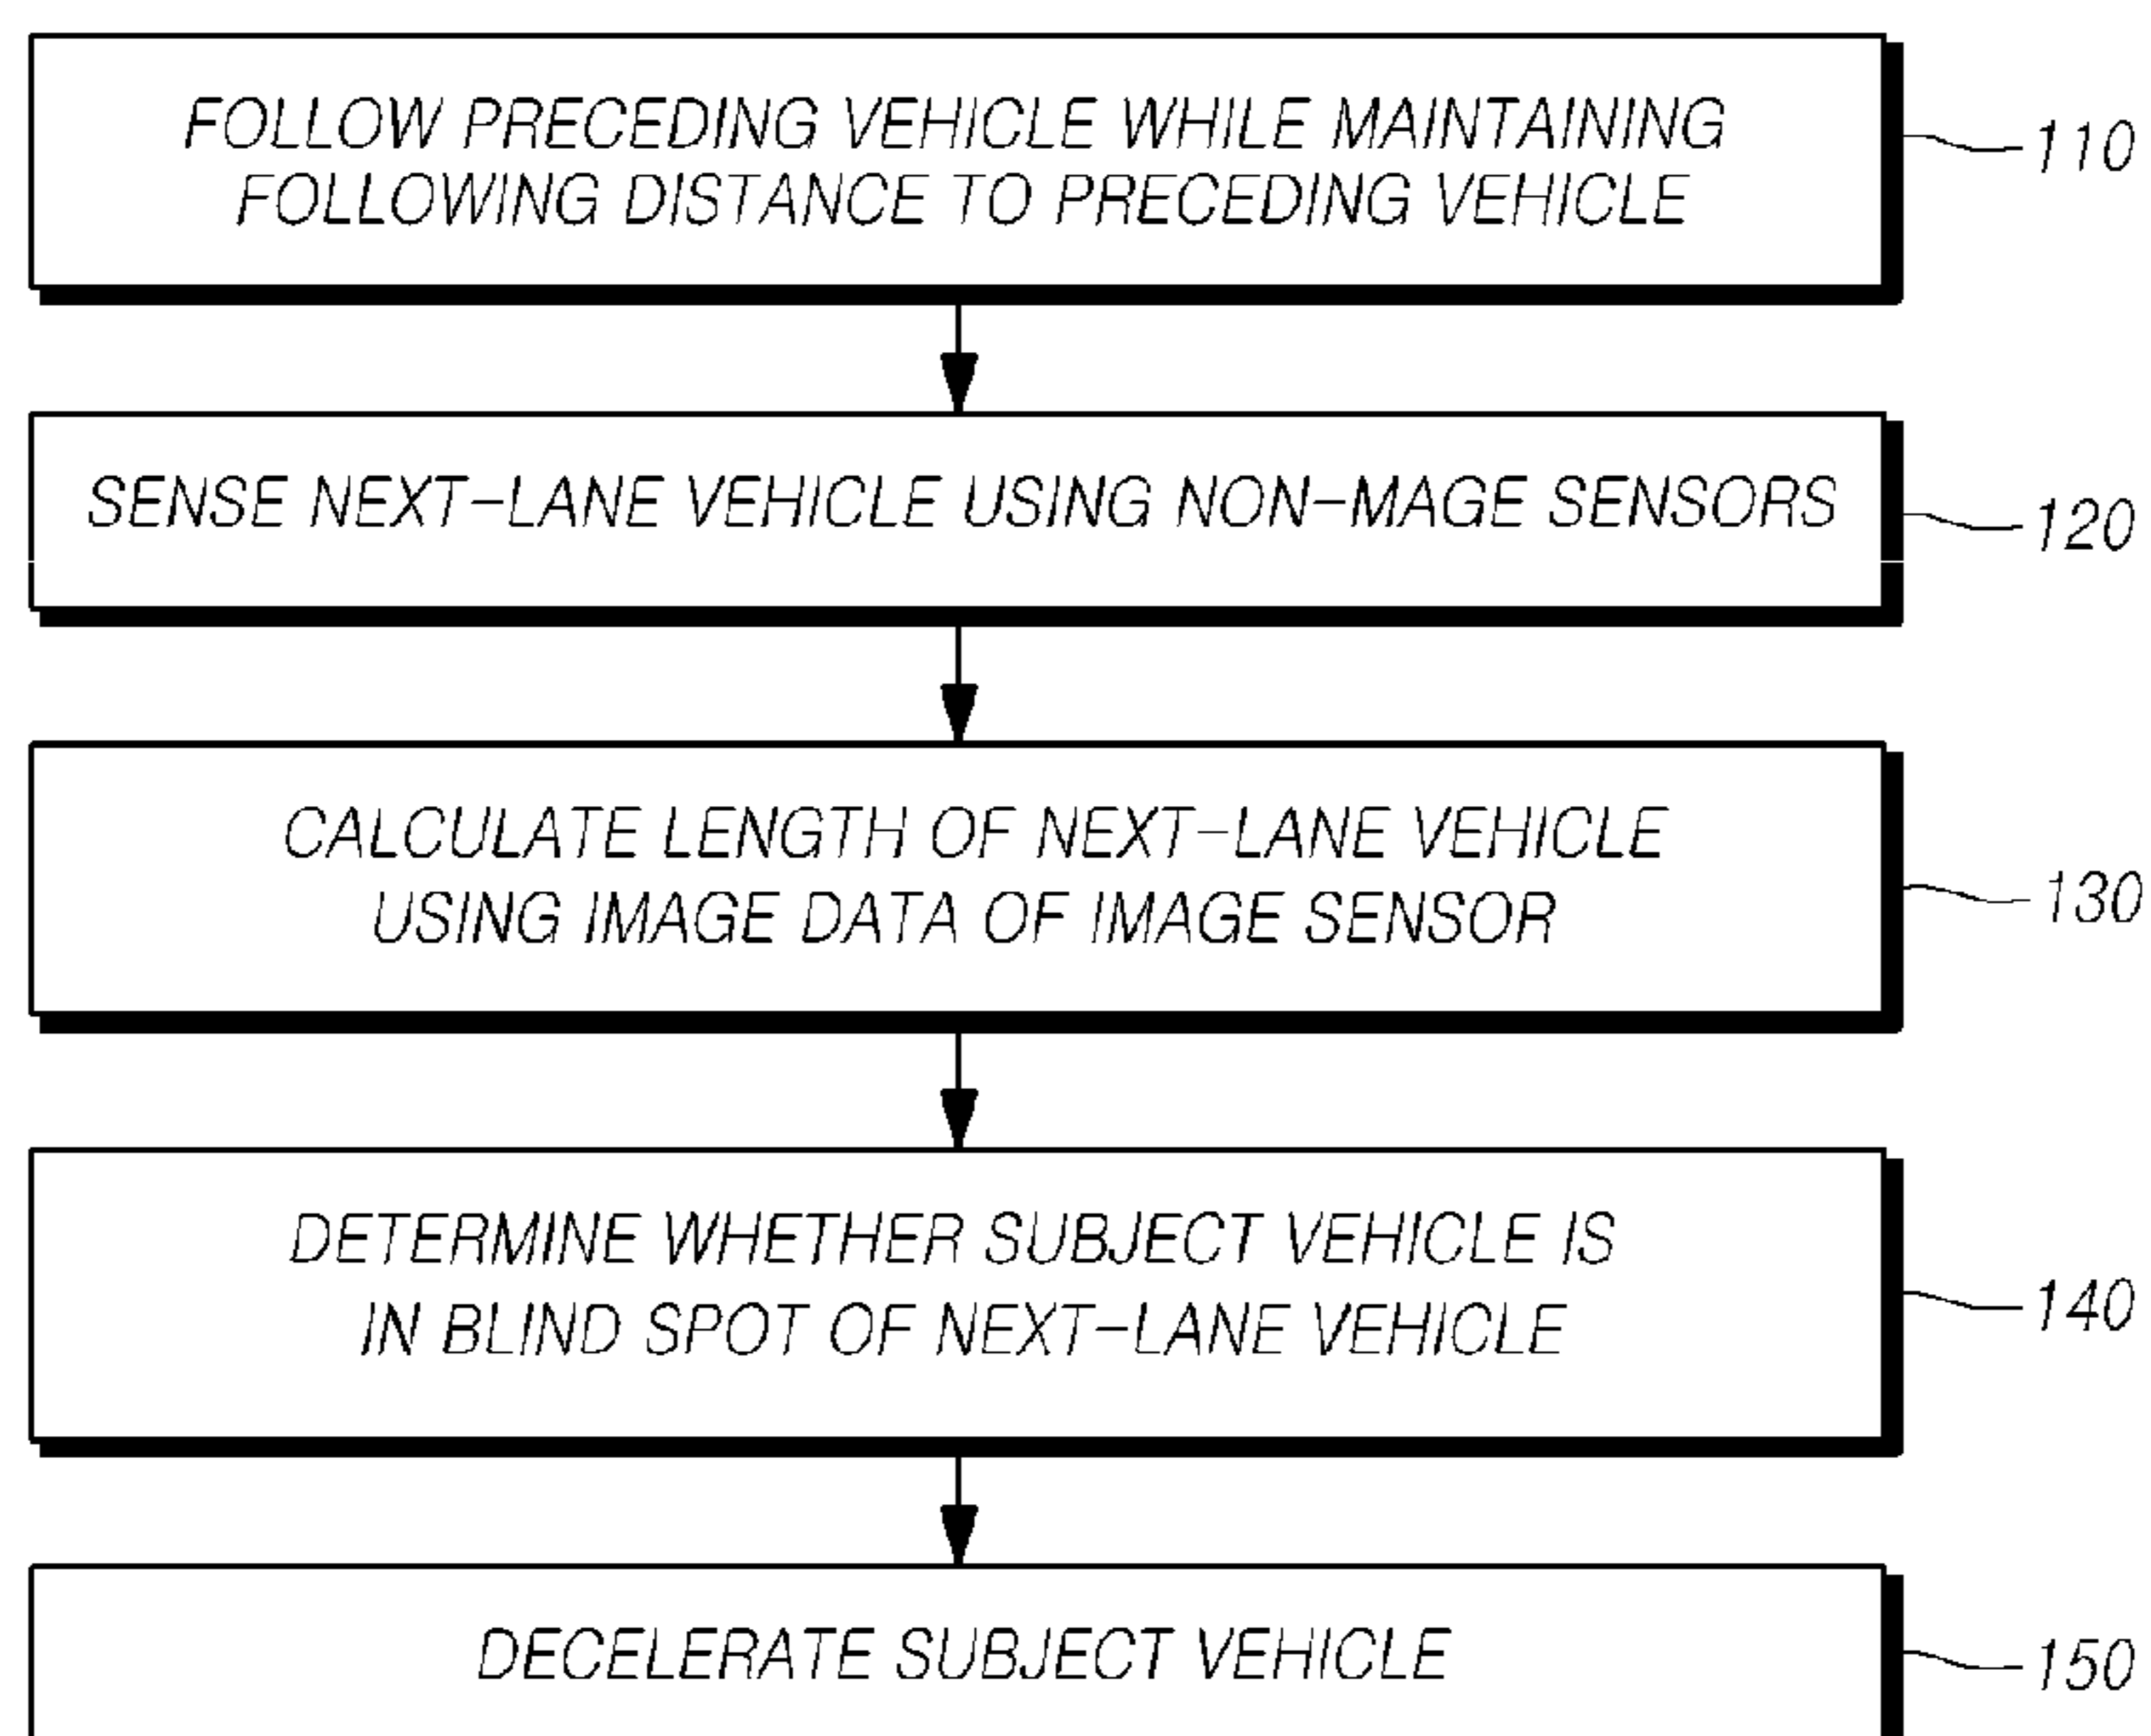 FOLLOW PRECEDING VEHICLE WHILE MAINTAINING
FOLLOWING DISTANCE TO PRECEDING VEHICLE
110
SENSE NEXT-LANE VEHICLE USING NON-MAGE SENSORS
120
CALCULATE LENGTH OF NEXT-LANE VEHICLE
USING IMAGE DATA OF IMAGE SENSOR
130
DETERMINE WHETHER SUBJECT VEHICLE IS
IN BLIND SPOT OF NEXT-LANE VEHICLE
140
DECELERATE SUBJECT VEHICLE
150